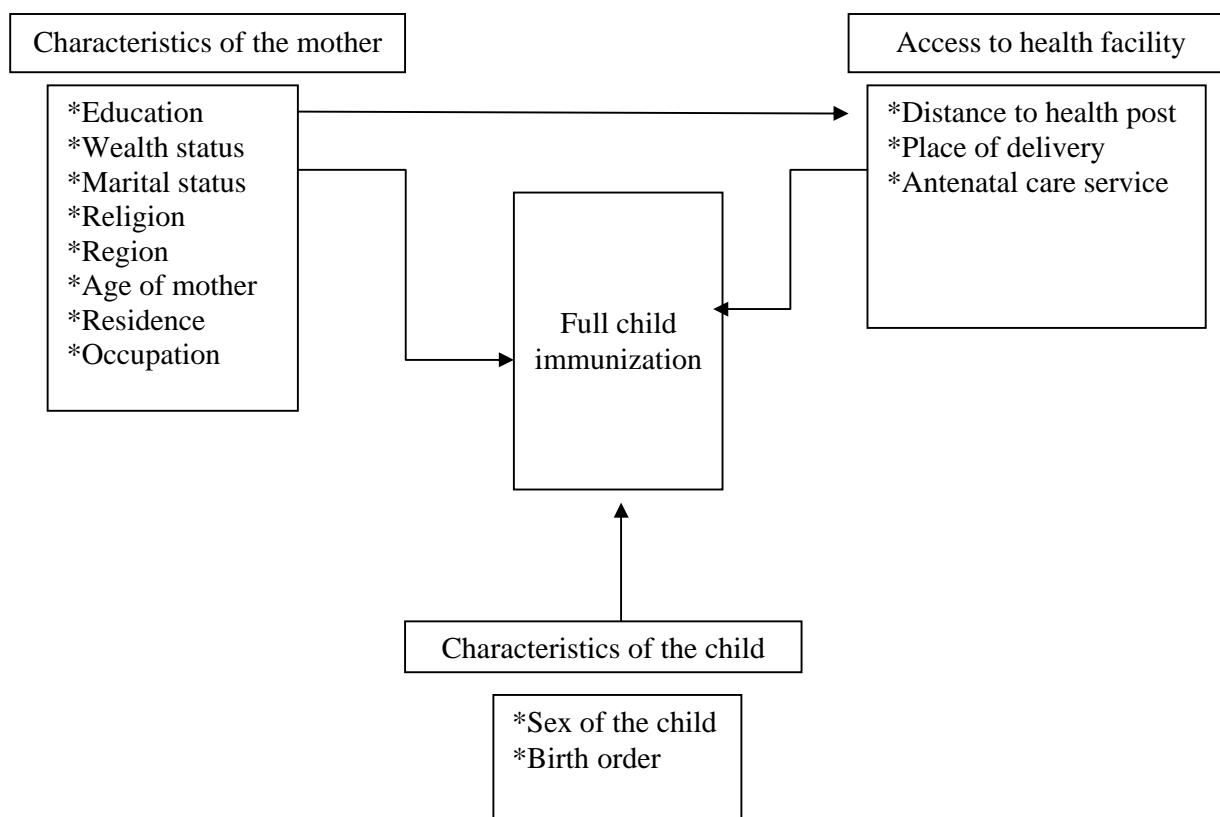 Characteristics of the mother
*Education
*Wealth status
*Marital status
*Religion
*Region
*Age of mother
*Residence
*Occupation
Access to health facility
*Distance to health post
*Place of delivery
*Antenatal care service
Full child
immunization
Characteristics of the child
*Sex of the child
*Birth order